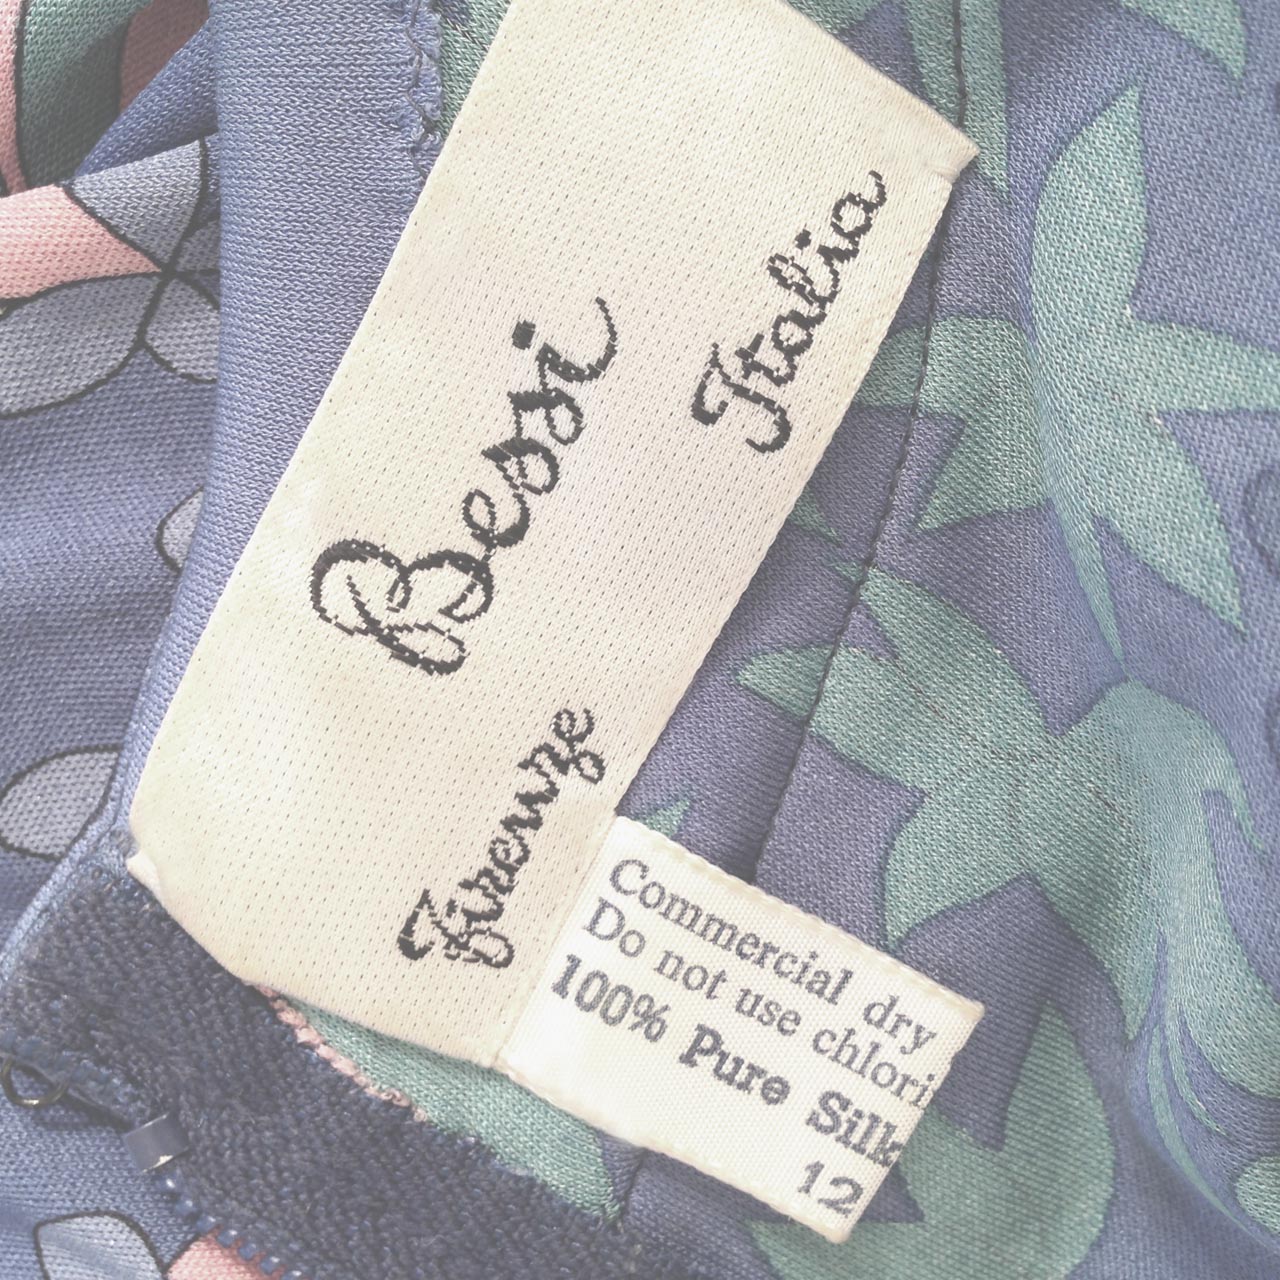 Bessi
Firenze
Italia
Commercial dry
Do not use chlori
100% Pure Silk
12